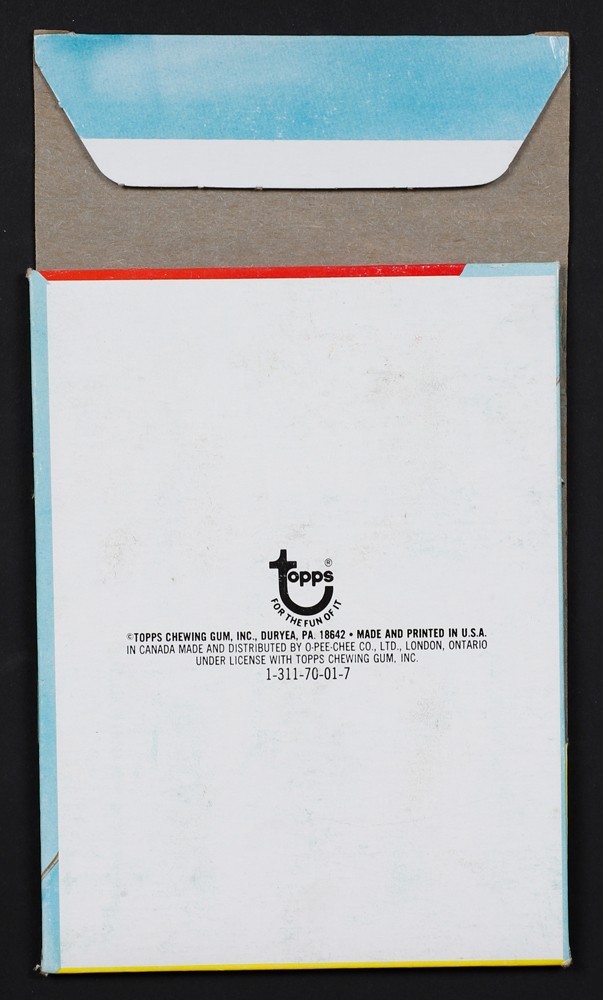 topps®
FOR THE FUN OF IT
©TOPPS CHEWING GUM, INC., DURYEA, PA. 18642 • MADE AND PRINTED IN U.S.A.
IN CANADA MADE AND DISTRIBUTED BY O-PEE-CHEE CO., LTD., LONDON, ONTARIO
UNDER LICENSE WITH TOPPS CHEWING GUM, INC.
1-311-70-01-7